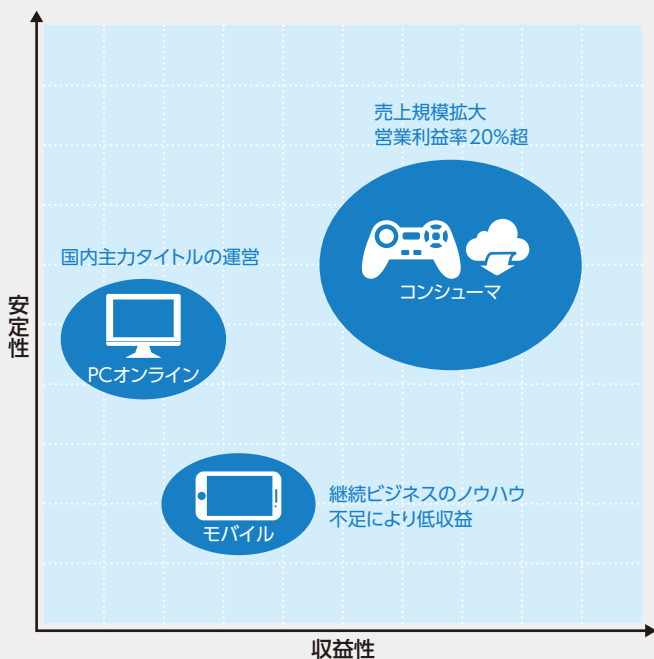 売上規模拡大
営業利益率20%超
コンシューマ
国内主力タイトルの運営
PCオンライン
安定性
継続ビジネスのノウハウ
不足により低収益
モバイル
収益性